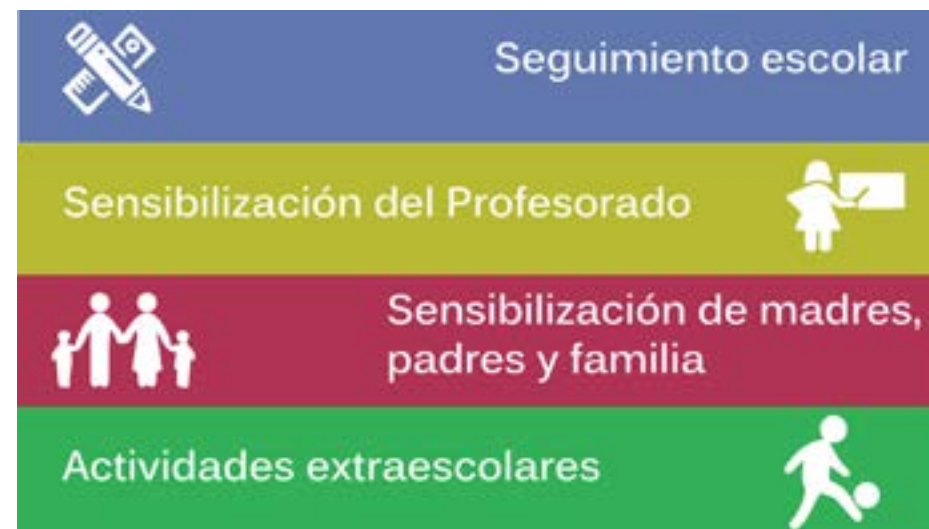 Seguimiento escolar
Sensibilización del Profesorado
Sensibilización de madres,
padres y familia
Actividades extraescolares